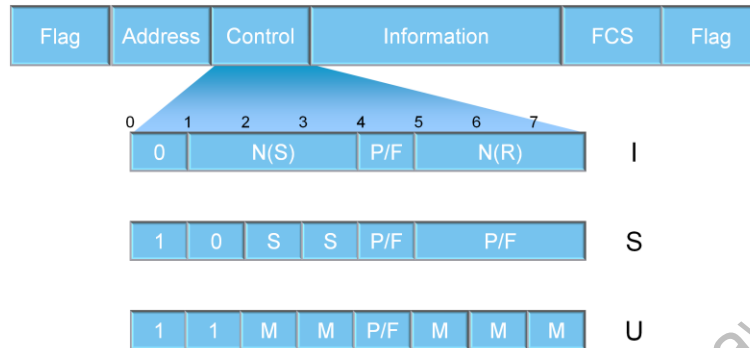 Flag Address Control Information FCS Flag
0 1 2 3 4 5 6 7
0 N(S) P/F N(R) I
1 0 S S P/F P/F S
1 1 M M P/F M M M U